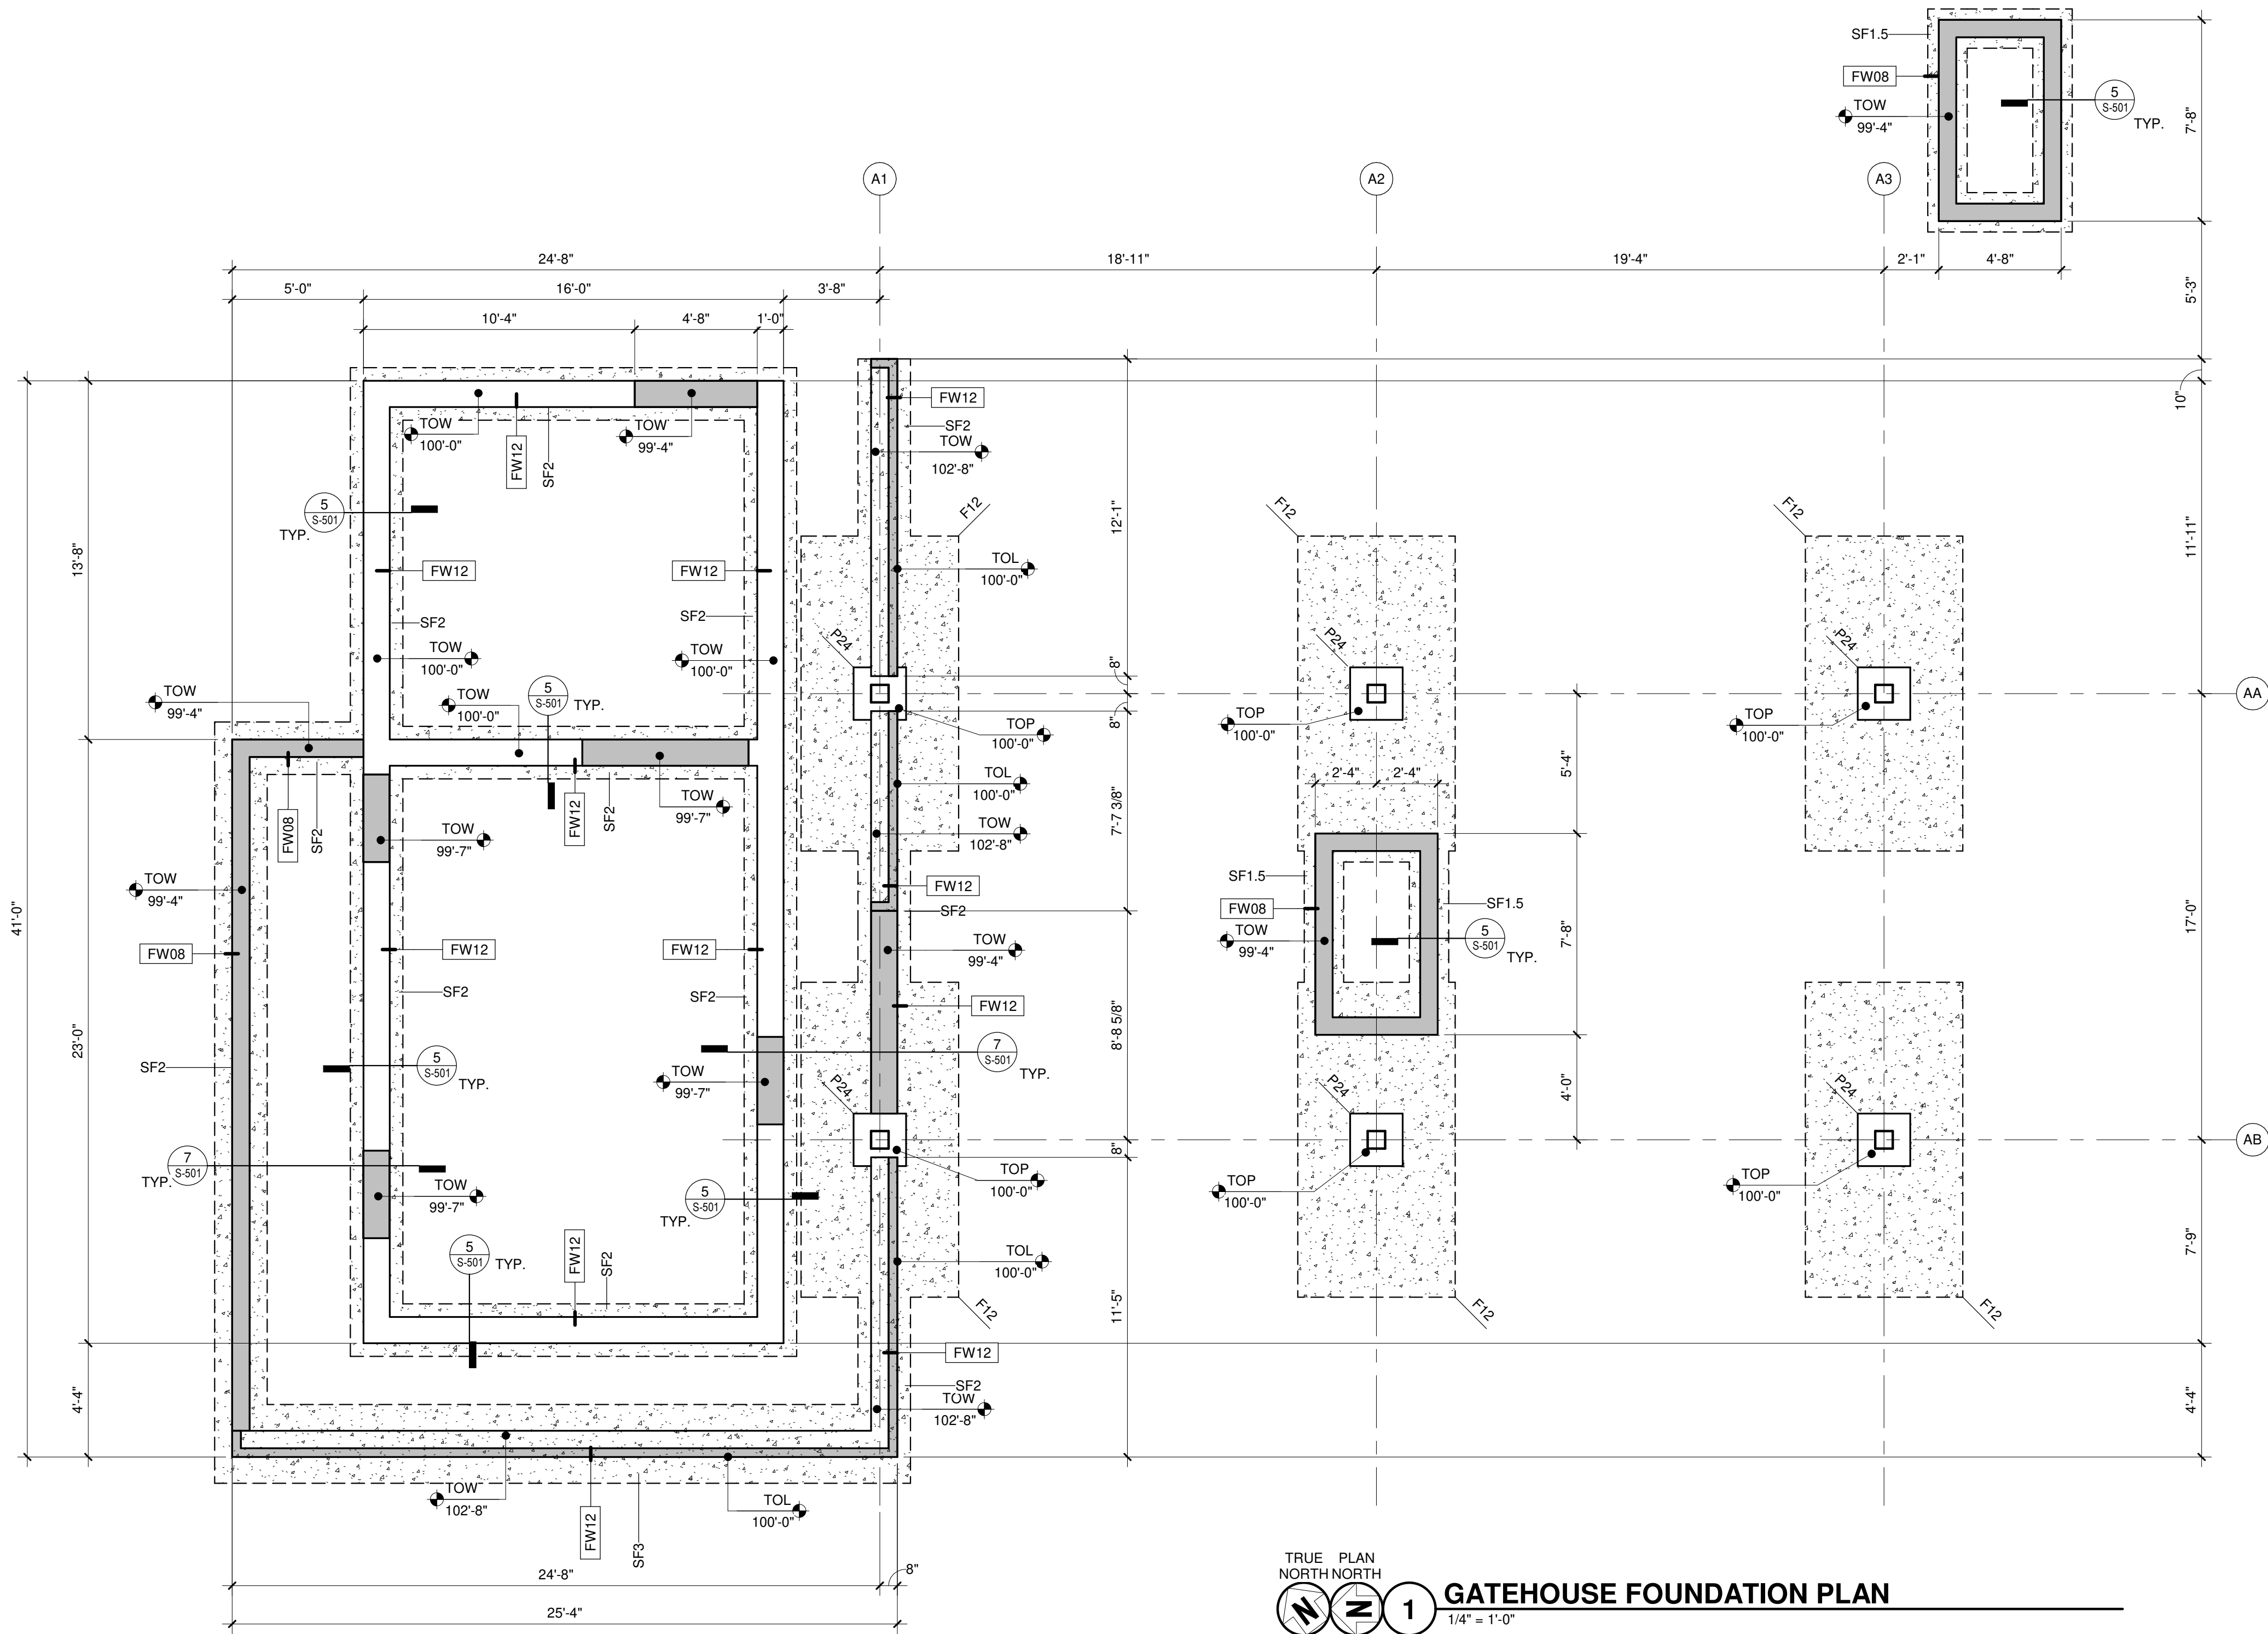 SF1.5
FW08
TOW
99'-4"
5
S-501
TYP.
7'-8"
A1
A2
A3
24'-8"
18'-11"
19'-4"
2'-1"
4'-8"
5'-3"
5'-0"
16'-0"
3'-8"
10'-4"
4'-8"
1'-0"
10"
TOW
100'-0"
FW12
SF2
TOW
99'-4"
FW12
SF2
TOW
102'-8"
5
S-501
TYP.
F12
F12
F12
12'-1"
11'-11"
13'-8"
FW12
FW12
TOL
100'-0"
SF2
SF2
P24
P24
P24
TOW
100'-0"
TOW
100'-0"
8"
AA
TOW
99'-4"
TOW
100'-0"
5
S-501
TYP.
8"
TOP
100'-0"
TOP
100'-0"
TOP
100'-0"
5'-4"
2'-4"
2'-4"
TOL
100'-0"
7'-7 3/8"
FW08
SF2
FW12
SF2
TOW
99'-7"
TOW
99'-7"
TOW
102'-8"
TOW
99'-4"
FW12
SF2
SF1.5
FW08
TOW
99'-4"
SF1.5
5
S-501
TYP.
7'-8"
17'-0"
41'-0"
FW08
FW12
FW12
TOW
99'-4"
SF2
SF2
FW12
8'-8 5/8"
23'-0"
SF2
5
S-501
TYP.
TOW
99'-7"
7
S-501
TYP.
P24
P24
P24
4'-0"
AB
7
S-501
TYP.
TOW
99'-7"
5
S-501
TYP.
8"
TOP
100'-0"
TOP
100'-0"
TOP
100'-0"
5
S-501
TYP.
FW12
SF2
TOL
100'-0"
7'-9"
F12
F12
F12
11'-5"
FW12
SF2
TOW
102'-8"
4'-4"
4'-4"
TOW
102'-8"
FW12
SF3
TOL
100'-0"
24'-8"
8"
25'-4"
TRUE NORTH
PLAN NORTH
N
N
1
GATEHOUSE FOUNDATION PLAN
1/4" = 1'-0"